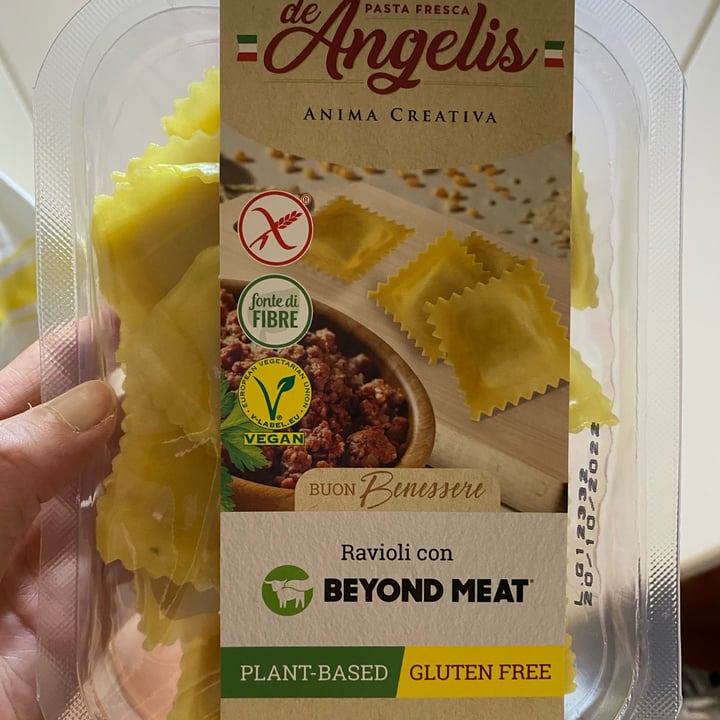 de
PASTA FRESCA
Angelis
ANIMA CREATIVA
®
fonte di
FIBRE
EUROPEAN VEGETARIAN UNION
V-LABEL.EU
VEGAN
BUON Benessere
Ravioli con
BEYOND MEAT®
PLANT-BASED GLUTEN FREE
20/10/2022